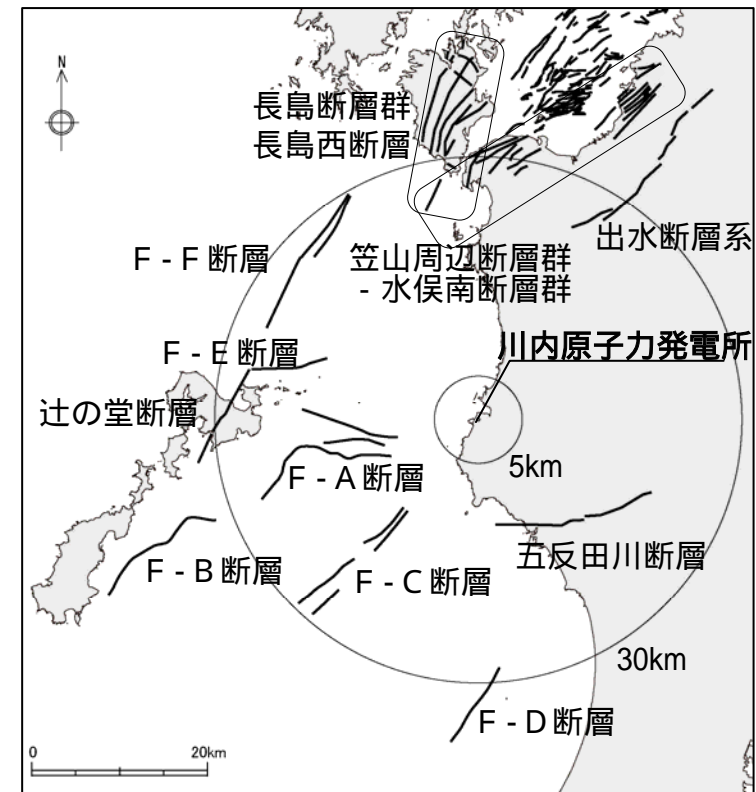 N
長島断層群
長島西断層
出水断層系
F - F 断層
笠山周辺断層群
- 水俣南断層群
川内原子力発電所
F - E 断層
辻の堂断層
5km
F - A 断層
五反田川断層
F - B 断層
F - C 断層
30km
F - D 断層
0 20km